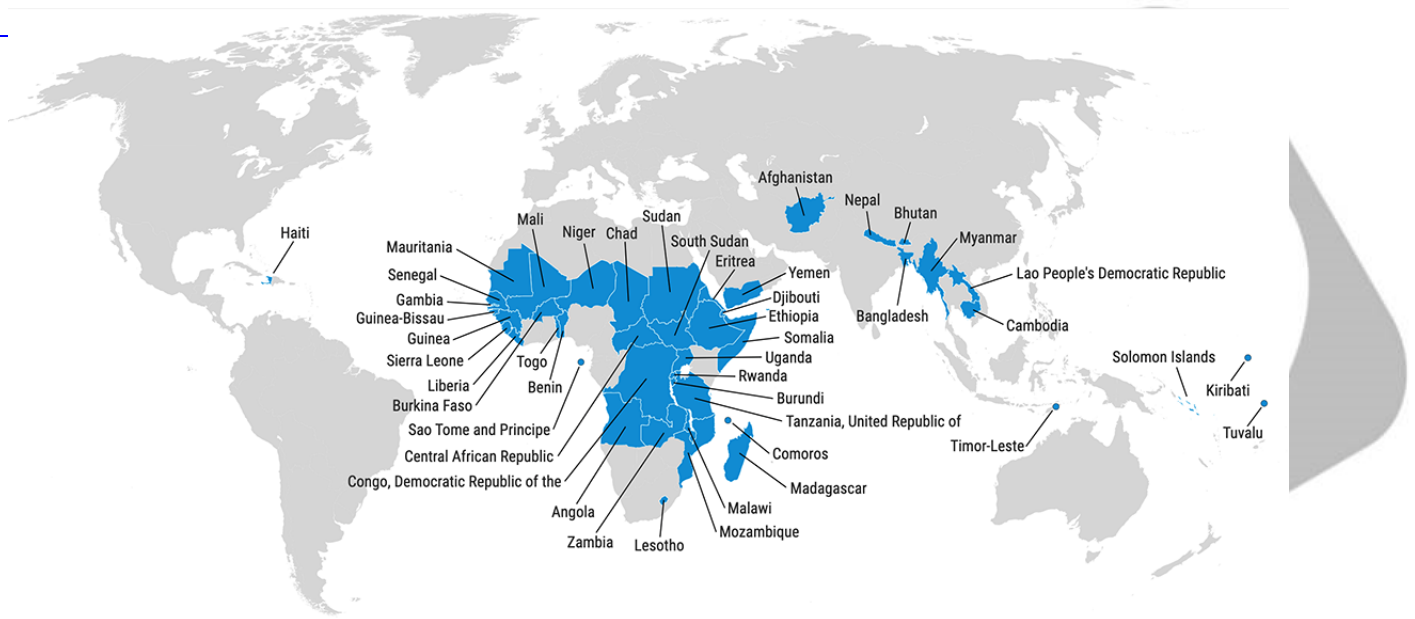 Haiti
Mauritania
Senegal
Gambia
Guinea-Bissau
Guinea
Sierra Leone
Liberia
Burkina Faso
Togo
Benin
Sao Tome and Principe
Central African Republic
Congo, Democratic Republic of the
Angola
Zambia
Lesotho
Mali
Niger
Chad
Sudan
South Sudan
Eritrea
Yemen
Djibouti
Ethiopia
Somalia
Uganda
Rwanda
Burundi
Tanzania, United Republic of
Comoros
Madagascar
Malawi
Mozambique
Afghanistan
Nepal
Bhutan
Myanmar
Lao People's Democratic Republic
Bangladesh
Cambodia
Solomon Islands
Kiribati
Tuvalu
Timor-Leste